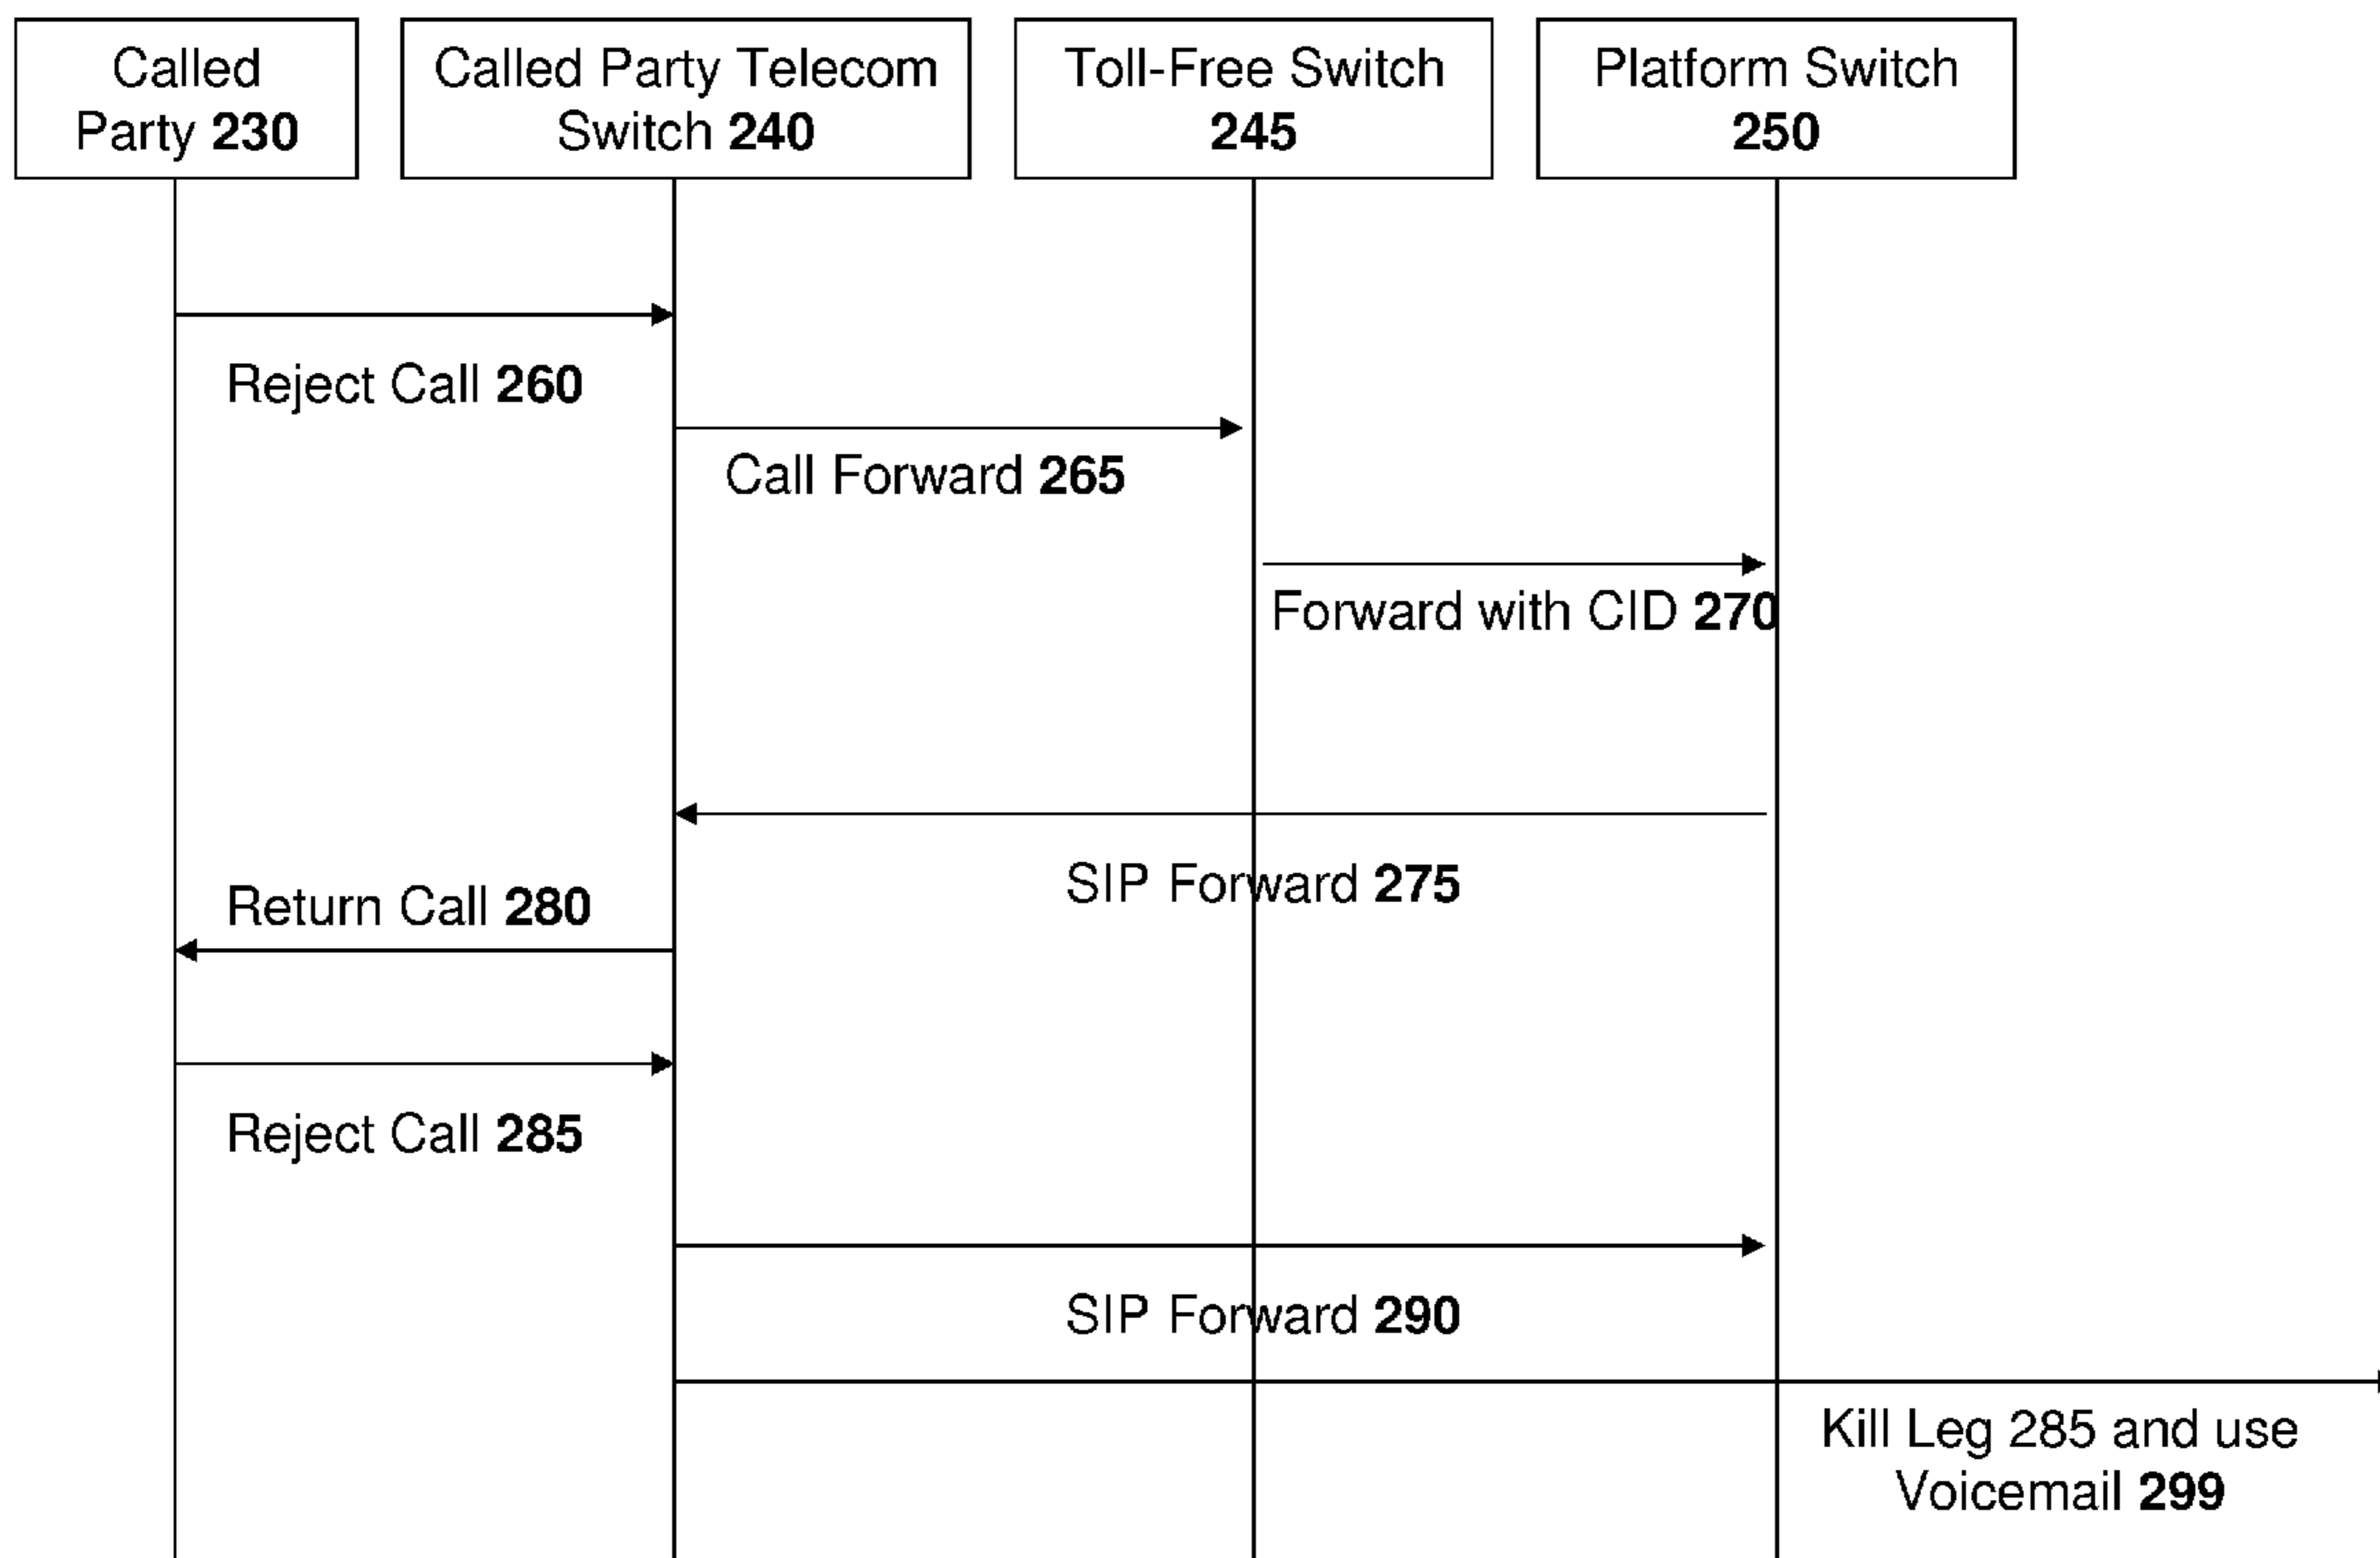 Called
Party 230
Called Party Telecom
Switch 240
Toll-Free Switch
245
Platform Switch
250
Reject Call 260
Call Forward 265
Forward with CID 270
SIP Forward 275
Return Call 280
Reject Call 285
SIP Forward 290
Kill Leg 285 and use
Voicemail 299